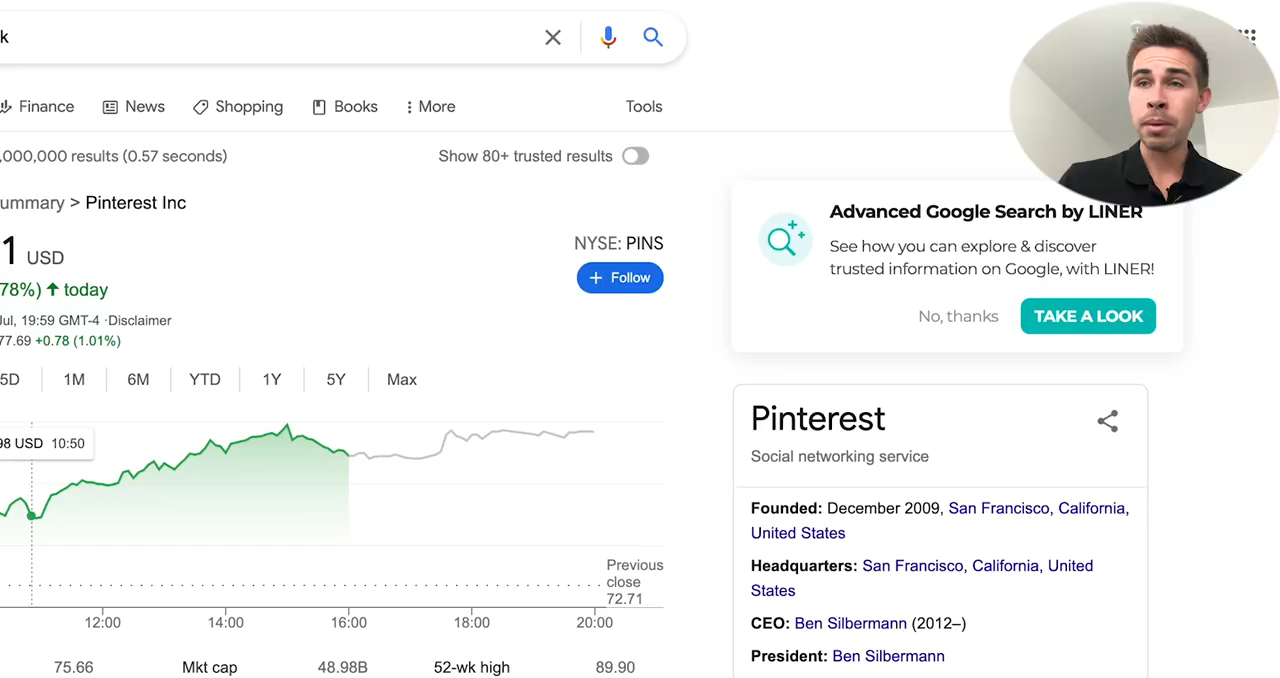 k
Finance News Shopping Books More Tools
,000,000 results (0.57 seconds) Show 80+ trusted results
ummary > Pinterest Inc
1 USD NYSE: PINS
78%) ↑ today + Follow
Jul, 19:59 GMT-4 ·Disclaimer
77.69 +0.78 (1.01%)
5D 1M 6M YTD 1Y 5Y Max
98 USD 10:50
Previous
close
72.71
12:00 14:00 16:00 18:00 20:00
75.66 Mkt cap 48.98B 52-wk high 89.90
Advanced Google Search by LINER
See how you can explore & discover
trusted information on Google, with LINER!
No, thanks TAKE A LOOK
Pinterest
Social networking service
Founded: December 2009, San Francisco, California,
United States
Headquarters: San Francisco, California, United
States
CEO: Ben Silbermann (2012–)
President: Ben Silbermann